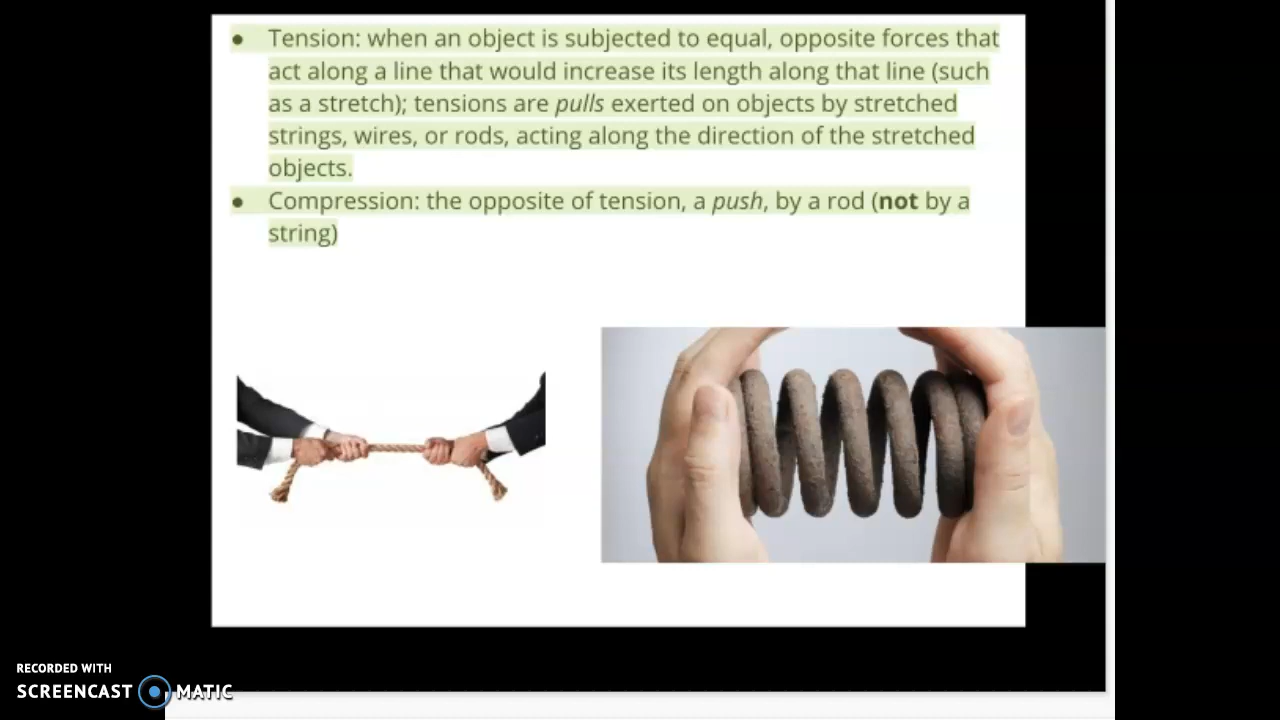 ● Tension: when an object is subjected to equal, opposite forces that
act along a line that would increase its length along that line (such
as a stretch); tensions are pulls exerted on objects by stretched
strings, wires, or rods, acting along the direction of the stretched
objects.
● Compression: the opposite of tension, a push, by a rod (not by a
string)
RECORDED WITH
SCREENCAST MATIC